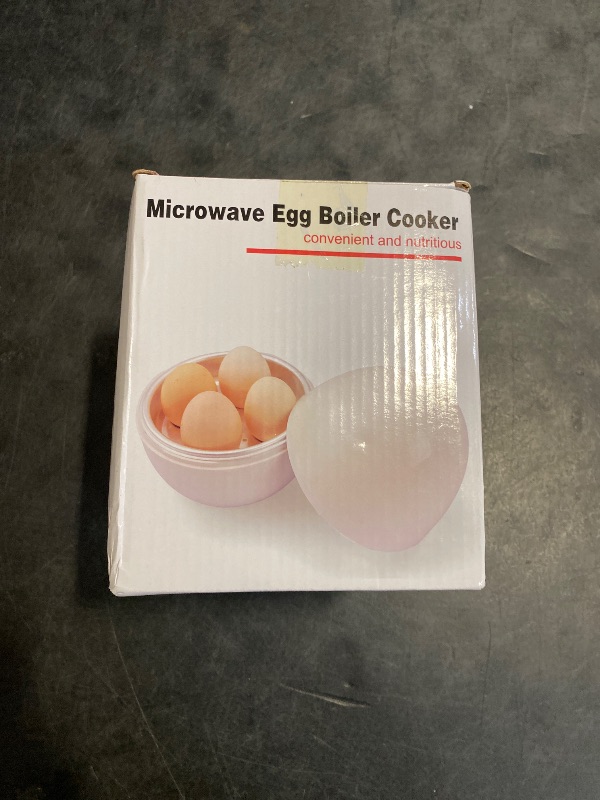 Microwave Egg Boiler Cooker
convenient and nutritious